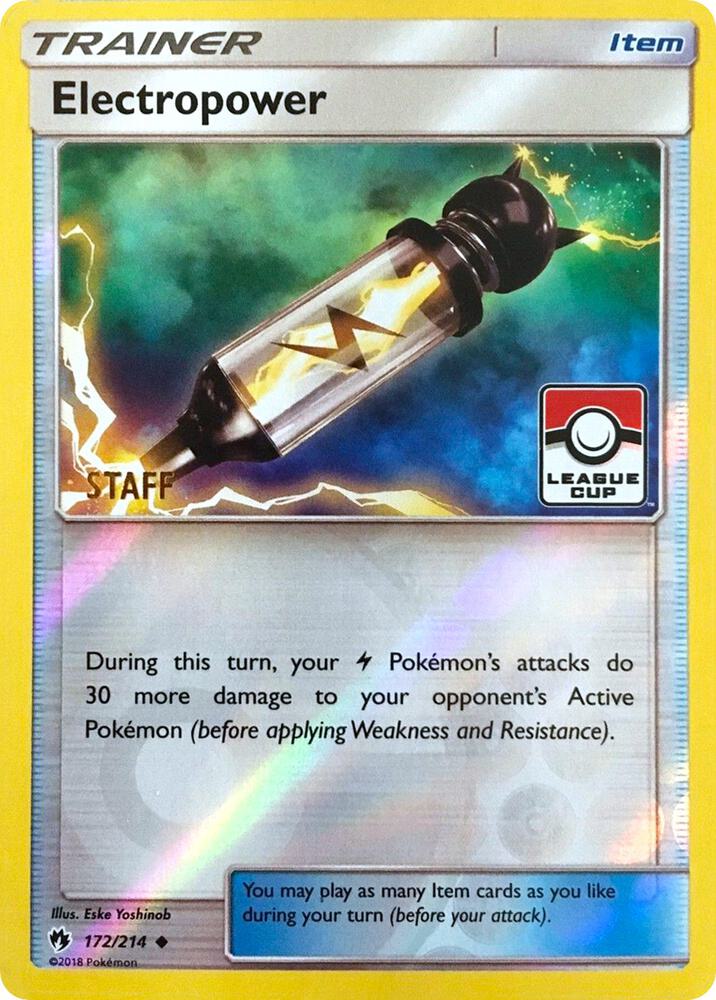 TRAINER
Item
Electropower
STAFF
LEAGUE
CUP
™
During this turn, your Pokémon's attacks do
30 more damage to your opponent's Active
Pokémon (before applying Weakness and Resistance).
You may play as many Item cards as you like
during your turn (before your attack).
Illus. Eske Yoshinob
172/214
©2018 Pokémon